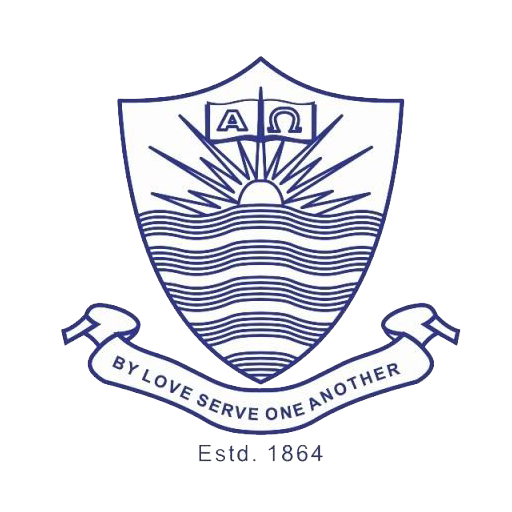 Α Ω
BY LOVE SERVE ONE ANOTHER
Estd. 1864